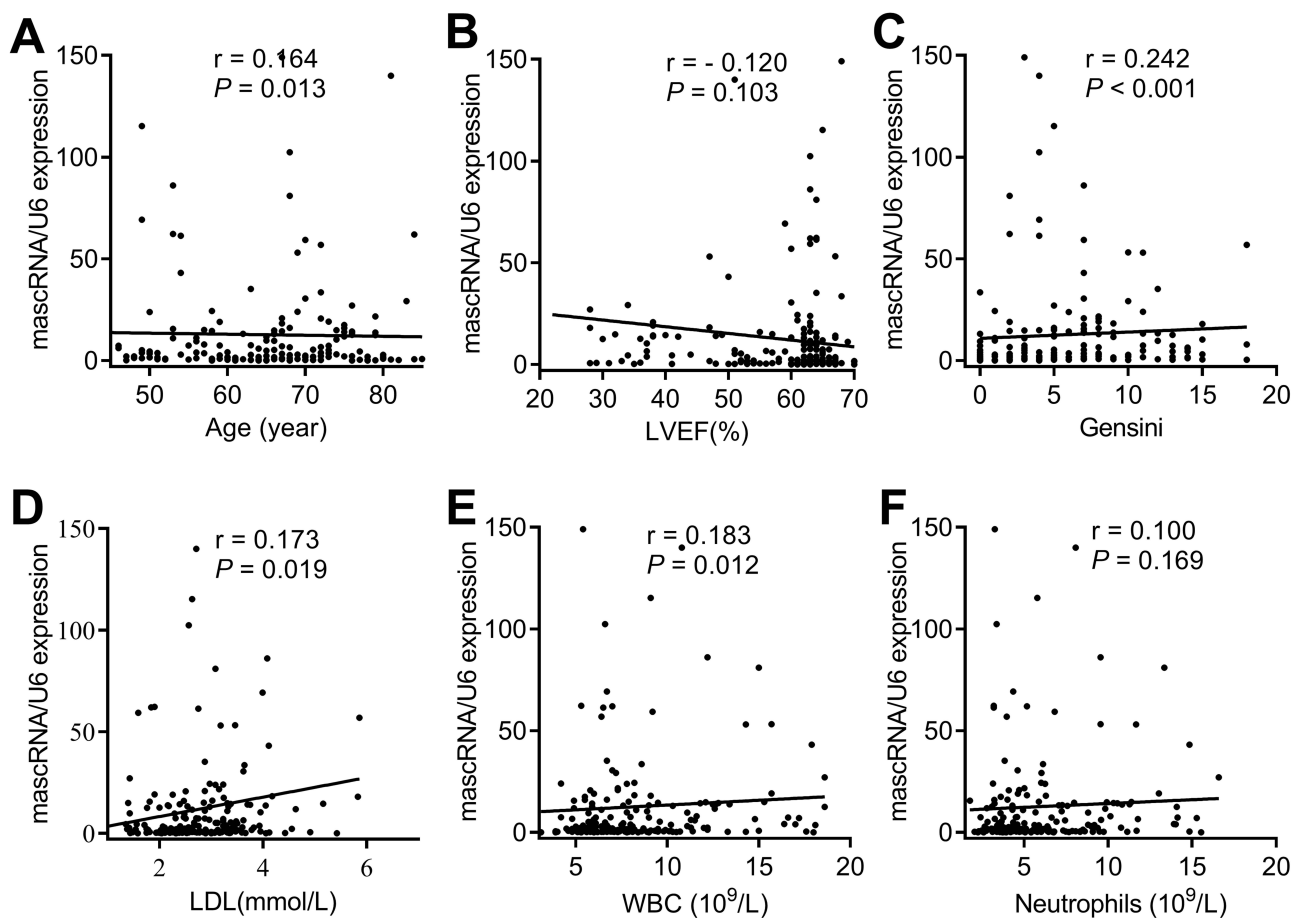 A
r = 0.164
P = 0.013
mascRNA/U6 expression
150
100
50
0
50 60 70 80
Age (year)
B
r = - 0.120
P = 0.103
mascRNA/U6 expression
150
100
50
0
20 30 40 50 60 70
LVEF(%)
C
r = 0.242
P < 0.001
mascRNA/U6 expression
150
100
50
0
0 5 10 15 20
Gensini
D
r = 0.173
P = 0.019
mascRNA/U6 expression
150
100
50
0
2 4 6
LDL(mmol/L)
E
r = 0.183
P = 0.012
mascRNA/U6 expression
150
100
50
0
5 10 15 20
WBC (10⁹/L)
F
r = 0.100
P = 0.169
mascRNA/U6 expression
150
100
50
0
5 10 15 20
Neutrophils (10⁹/L)